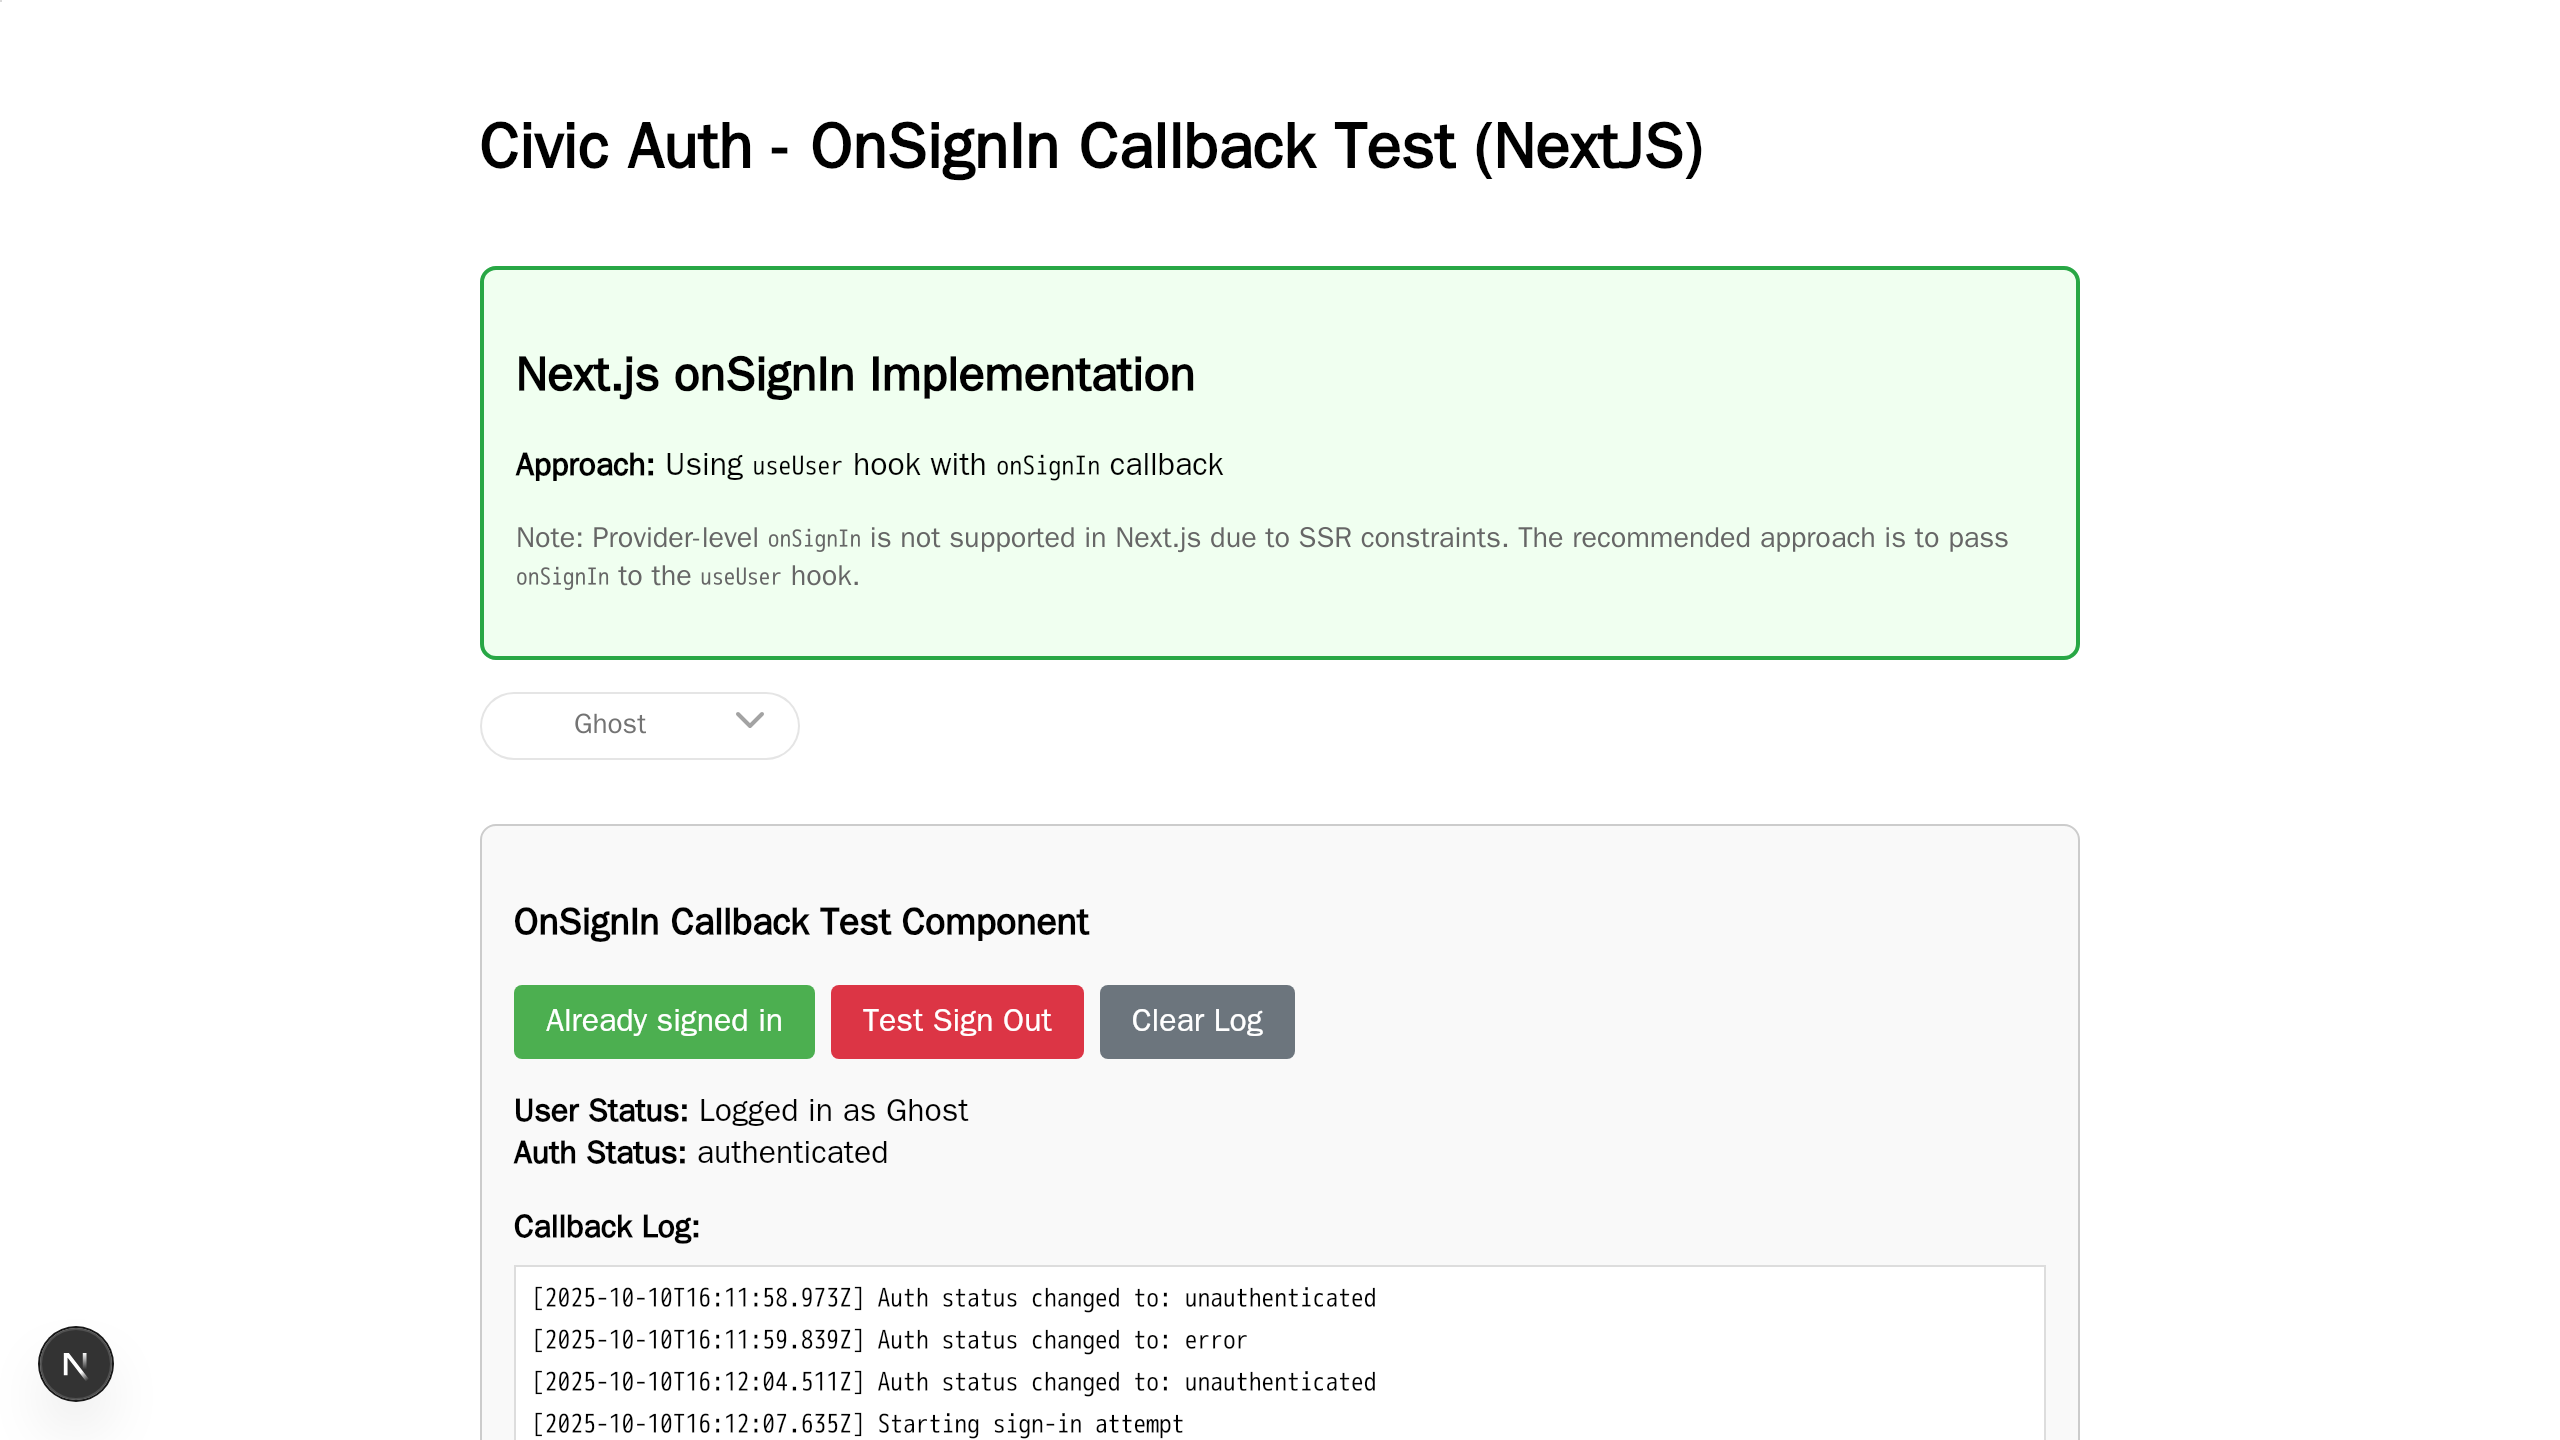 Civic Auth - OnSignIn Callback Test (NextJS)
Next.js onSignIn Implementation
Approach: Using useUser hook with onSignIn callback
Note: Provider-level onSignIn is not supported in Next.js due to SSR constraints. The recommended approach is to pass
onSignIn to the useUser hook.
Ghost
OnSignIn Callback Test Component
Already signed in Test Sign Out Clear Log
User Status: Logged in as Ghost
Auth Status: authenticated
Callback Log:
[2025-10-10T16:11:58.973Z] Auth status changed to: unauthenticated
[2025-10-10T16:11:59.839Z] Auth status changed to: error
[2025-10-10T16:12:04.511Z] Auth status changed to: unauthenticated
[2025-10-10T16:12:07.635Z] Starting sign-in attempt
N